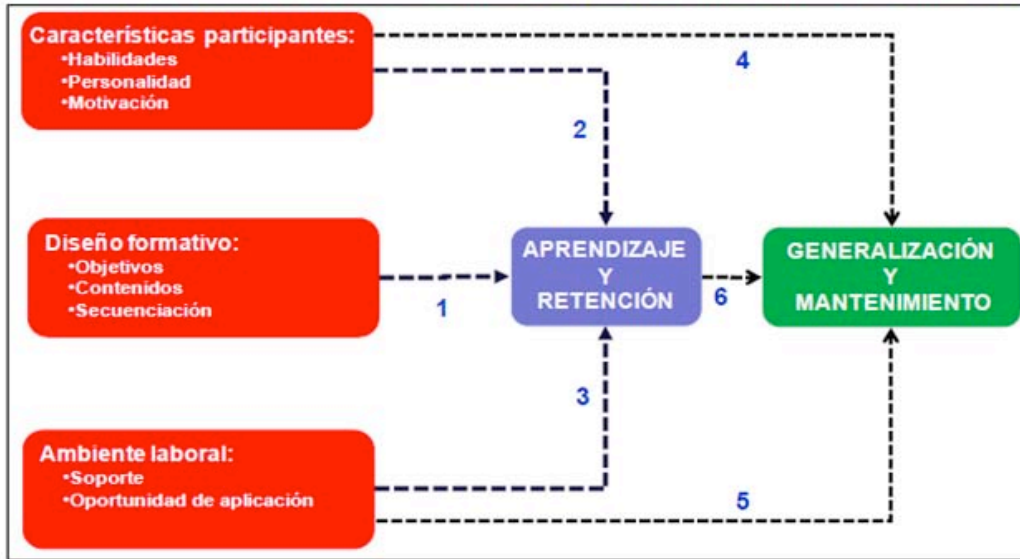 Características participantes:
•Habilidades
•Personalidad
•Motivación
4
2
Diseño formativo:
•Objetivos
•Contenidos
•Secuenciación
1
APRENDIZAJE
Y
RETENCIÓN
6
GENERALIZACIÓN
Y
MANTENIMIENTO
3
Ambiente laboral:
•Soporte
•Oportunidad de aplicación
5